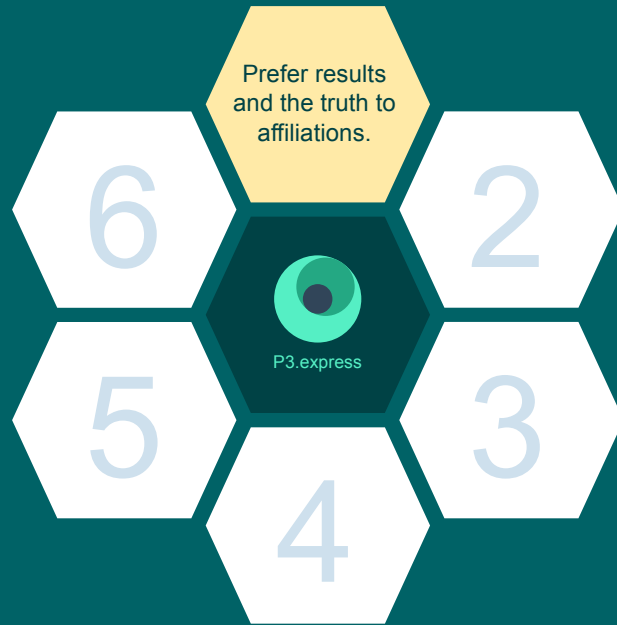 Prefer results
and the truth to
affiliations.
6
2
P3.express
5
3
4